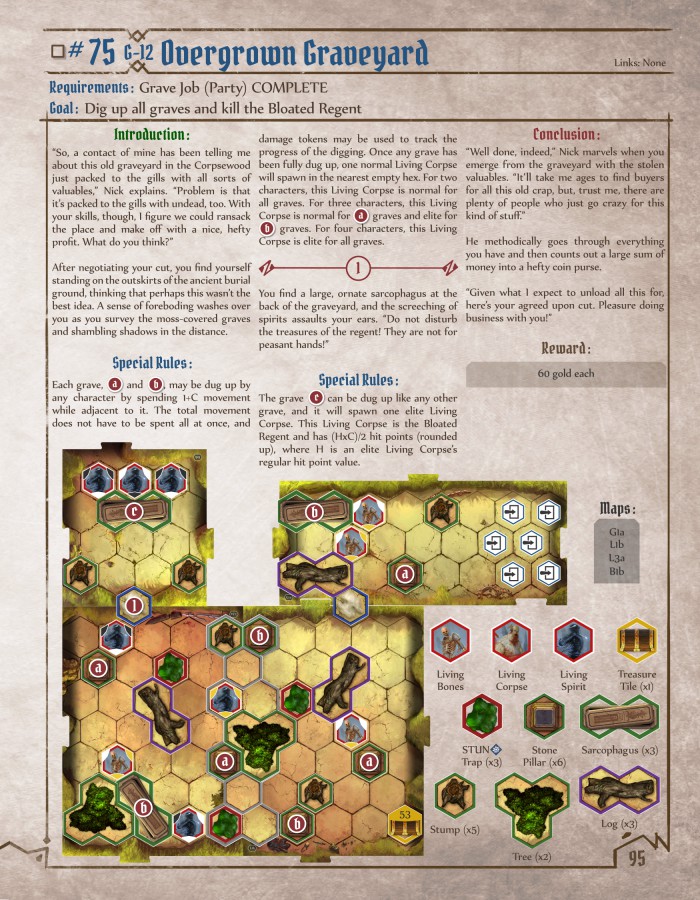 #75 G-12 Overgrown Graveyard
Links: None
Requirements: Grave Job (Party) COMPLETE
Goal: Dig up all graves and kill the Bloated Regent
Introduction:
"So, a contact of mine has been telling me
about this old graveyard in the Corpsewood
just packed to the gills with all sorts of
valuables," Nick explains. "Problem is that
it's packed to the gills with undead, too. With
your skills, though, I figure we could ransack
the place and make off with a nice, hefty
profit. What do you think?"
After negotiating your cut, you find yourself
standing on the outskirts of the ancient burial
ground, thinking that perhaps this wasn't the
best idea. A sense of foreboding washes over
you as you survey the moss-covered graves
and shambling shadows in the distance.
Special Rules:
Each grave, a and b, may be dug up by
any character by spending 1+C movement
while adjacent to it. The total movement
does not have to be spent all at once, and
damage tokens may be used to track the
progress of the digging. Once any grave has
been fully dug up, one normal Living Corpse
will spawn in the nearest empty hex. For two
characters, this Living Corpse is normal for
all graves. For three characters, this Living
Corpse is normal for a graves and elite for
b graves. For four characters, this Living
Corpse is elite for all graves.
1
You find a large, ornate sarcophagus at the
back of the graveyard, and the screeching of
spirits assaults your ears. "Do not disturb
the treasures of the regent! They are not for
peasant hands!"
Special Rules:
The grave c can be dug up like any other
grave, and it will spawn one elite Living
Corpse. This Living Corpse is the Bloated
Regent and has (HxC)/2 hit points (rounded
up), where H is an elite Living Corpse's
regular hit point value.
Conclusion:
"Well done, indeed," Nick marvels when you
emerge from the graveyard with the stolen
valuables. "It'll take me ages to find buyers
for all this old crap, but, trust me, there are
plenty of people who just go crazy for this
kind of stuff."
He methodically goes through everything
you have and then counts out a large sum of
money into a hefty coin purse.
"Given what I expect to unload all this for,
here's your agreed upon cut. Pleasure doing
business with you!"
Reward:
60 gold each
c
b
a
1
b
a
a
a
b
b
53
Maps:
G1a
L1b
L3a
B1b
Living Bones
Living Corpse
Living Spirit
Treasure Tile (x1)
STUN Trap (x3)
Stone Pillar (x6)
Sarcophagus (x3)
Stump (x5)
Tree (x2)
Log (x3)
95